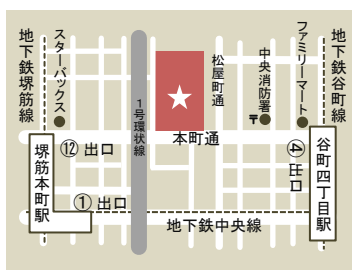 地下鉄堺筋線
スターバックス
1号環状線
松屋町通
中央消防署
〒
ファミリーマート
地下鉄谷町線
本町通
⑫ 出口
④ 出口
堺筋本町駅
谷町四丁目駅
① 出口
地下鉄中央線